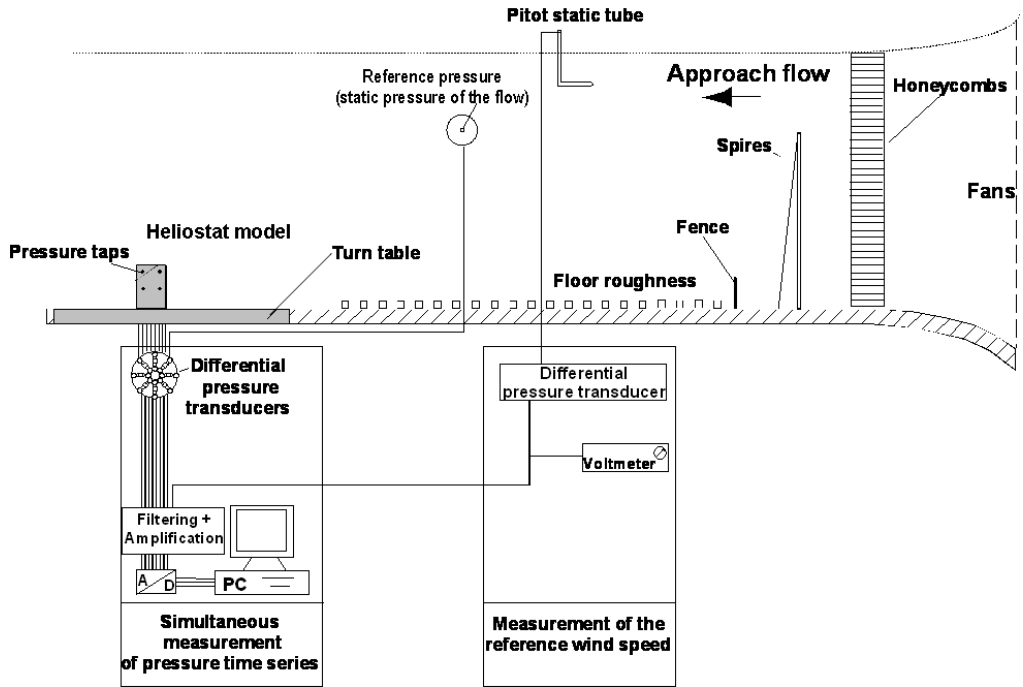 Pitot static tube
Reference pressure
(static pressure of the flow)
Approach flow
Honeycombs
Spires
Fans
Fence
Heliostat model
Pressure taps
Turn table
Floor roughness
Differential
pressure
transducers
Differential
pressure transducer
Voltmeter
Filtering +
Amplification
A
D
PC
Simultaneous
measurement
of pressure time series
Measurement of the
reference wind speed